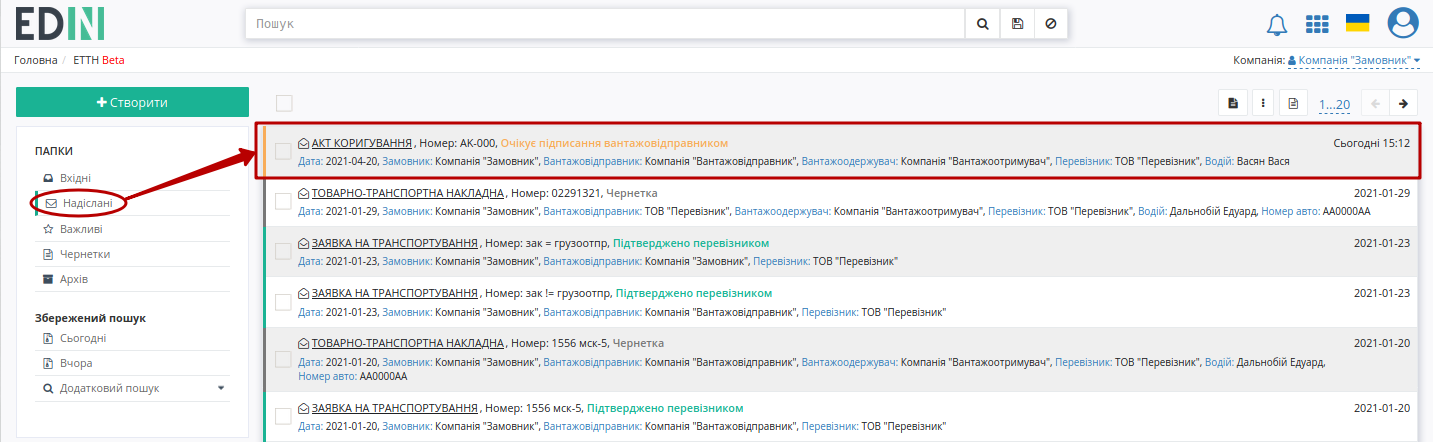 EDIN
Пошук
Головна / ЕТТН Beta
Компанія: Компанія "Замовник"
Створити
1...20
ПАПКИ
Вхідні
Надіслані
Важливі
Чернетки
Архів
Збережений пошук
Сьогодні
Вчора
Додатковий пошук
АКТ КОРИГУВАННЯ, Номер: АК-000, Очікує підписання вантажовідправником
Сьогодні 15:12
Дата: 2021-04-20, Замовник: Компанія "Замовник", Вантажовідправник: Компанія "Вантажовідправник", Вантажоодержувач: Компанія "Вантажоотримувач", Перевізник: ТОВ "Перевізник", Водій: Васян Вася
ТОВАРНО-ТРАНСПОРТНА НАКЛАДНА, Номер: 02291321, Чернетка
2021-01-29
Дата: 2021-01-29, Замовник: Компанія "Замовник", Вантажовідправник: ТОВ "Перевізник", Вантажоодержувач: Компанія "Вантажоотримувач", Перевізник: ТОВ "Перевізник", Водій: Дальнобій Едуард, Номер авто: АА0000АА
ЗАЯВКА НА ТРАНСПОРТУВАННЯ, Номер: зак = грузоотпр, Підтверджено перевізником
2021-01-23
Дата: 2021-01-23, Замовник: Компанія "Замовник", Вантажовідправник: Компанія "Замовник", Перевізник: ТОВ "Перевізник"
ЗАЯВКА НА ТРАНСПОРТУВАННЯ, Номер: зак != грузоотпр, Підтверджено перевізником
2021-01-23
Дата: 2021-01-23, Замовник: Компанія "Замовник", Вантажовідправник: Компанія "Вантажовідправник", Перевізник: ТОВ "Перевізник"
ТОВАРНО-ТРАНСПОРТНА НАКЛАДНА, Номер: 1556 мск-5, Чернетка
2021-01-20
Дата: 2021-01-20, Замовник: Компанія "Замовник", Вантажовідправник: Компанія "Вантажовідправник", Вантажоодержувач: Компанія "Вантажоотримувач", Перевізник: ТОВ "Перевізник", Водій: Дальнобій Едуард,
Номер авто: АА0000АА
ЗАЯВКА НА ТРАНСПОРТУВАННЯ, Номер: 1556 мск-5, Підтверджено перевізником
2021-01-20
Дата: 2021-01-20, Замовник: Компанія "Замовник", Вантажовідправник: Компанія "Вантажовідправник", Перевізник: ТОВ "Перевізник"